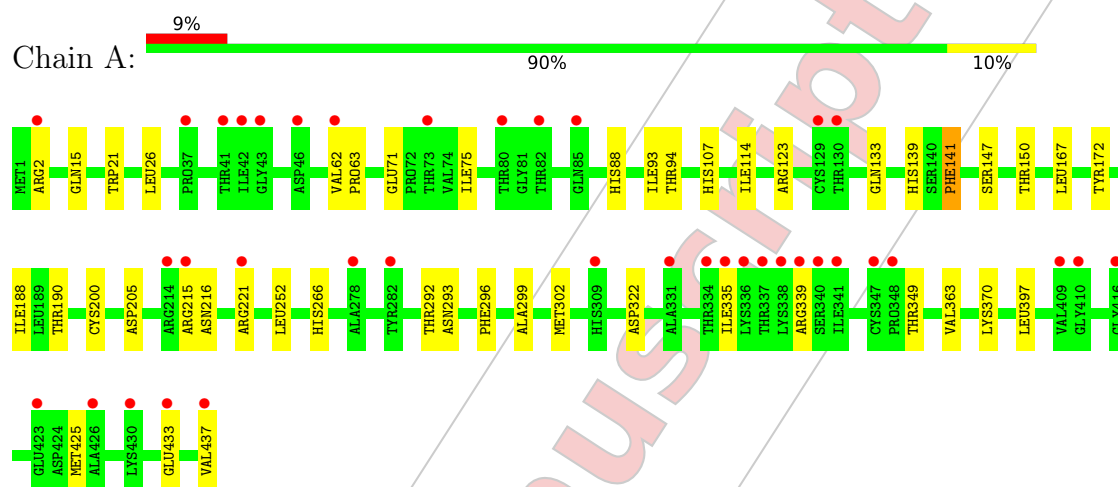 9%
Chain A:
90% 10%
MET1 ARG2 GLN15 TRP21 LEU26 PRO37 THR41 ILE42 GLY43 ASP46 VAL62 PRO63 GLU71 PRO72 THR73 VAL74 ILE75 THR80 GLY81 THR82 GLN85 HIS88 ILE93 THR94 HIS107 ILE114 ARG123 CYS129 THR130 GLN133 HIS139 SER140 PHE141 SER147 THR150 LEU167 TYR172
ILE188 LEU189 THR190 CYS200 ASP205 ARG214 ARG215 ASN216 ARG221 LEU252 HIS266 ALA278 TYR282 THR292 ASN293 PHE296 ALA299 MET302 HIS309 ASP322 ALA331 THR334 ILE335 LYS336 THR337 LYS338 ARG339 SER340 ILE341 CYS347 PRO348 THR349 VAL363 LYS370 LEU397 VAL409 GLY410
GLU423 ASP424 MET425 ALA426 LYS430 GLU433 VAL437
uscript